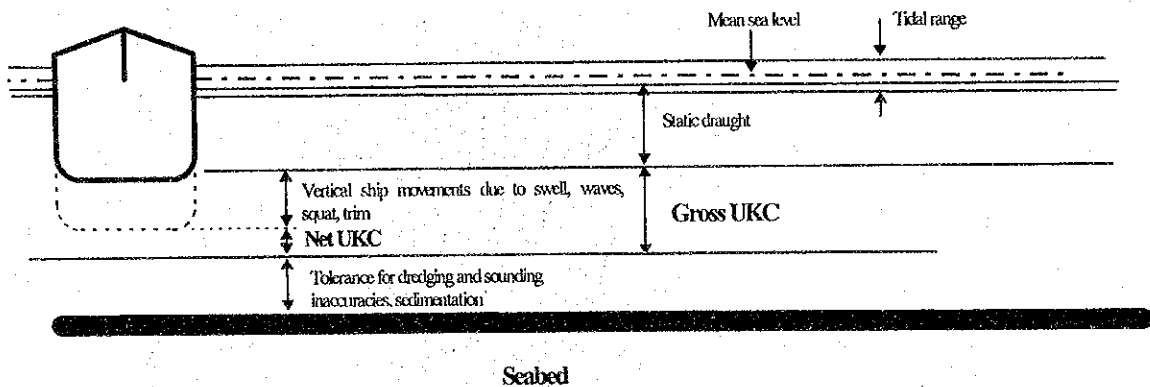 Mean sea level
Tidal range
Static draught
Vertical ship movements due to swell, waves,
squat, trim
Gross UKC
Net UKC
Tolerance for dredging and sounding
inaccuracies, sedimentation
Seabed